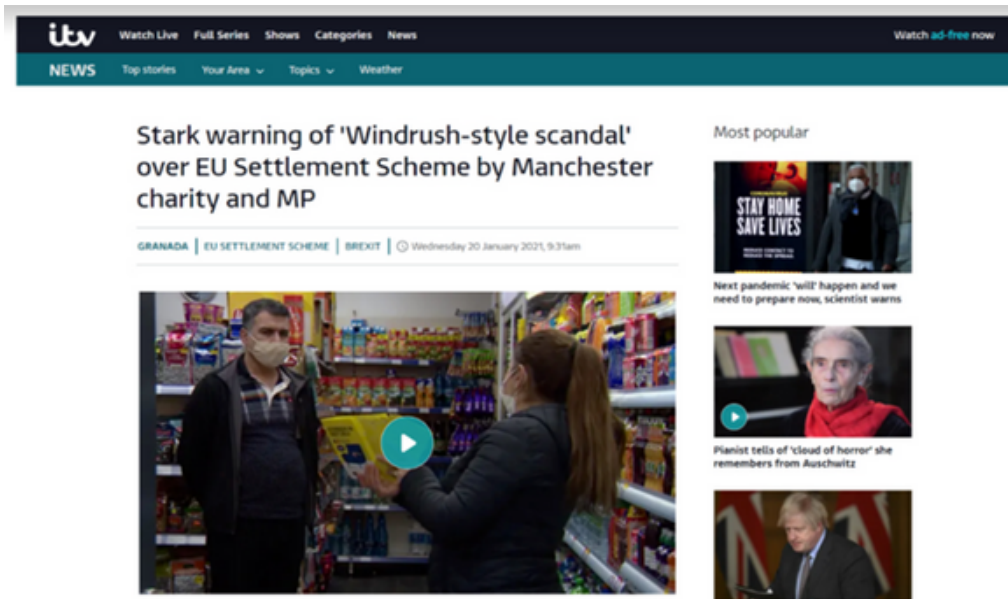 itv Watch Live Full Series Shows Categories News Watch ad-free now
NEWS Top stories Your Area Topics Weather
Stark warning of 'Windrush-style scandal'
over EU Settlement Scheme by Manchester
charity and MP
GRANADA | EU SETTLEMENT SCHEME | BREXIT | Wednesday 20 January 2021, 9:31am
Most popular
CORONAVIRUS
STAY HOME
SAVE LIVES
Next pandemic 'will' happen and we
need to prepare now, scientist warns
Pianist tells of 'cloud of horror' she
remembers from Auschwitz